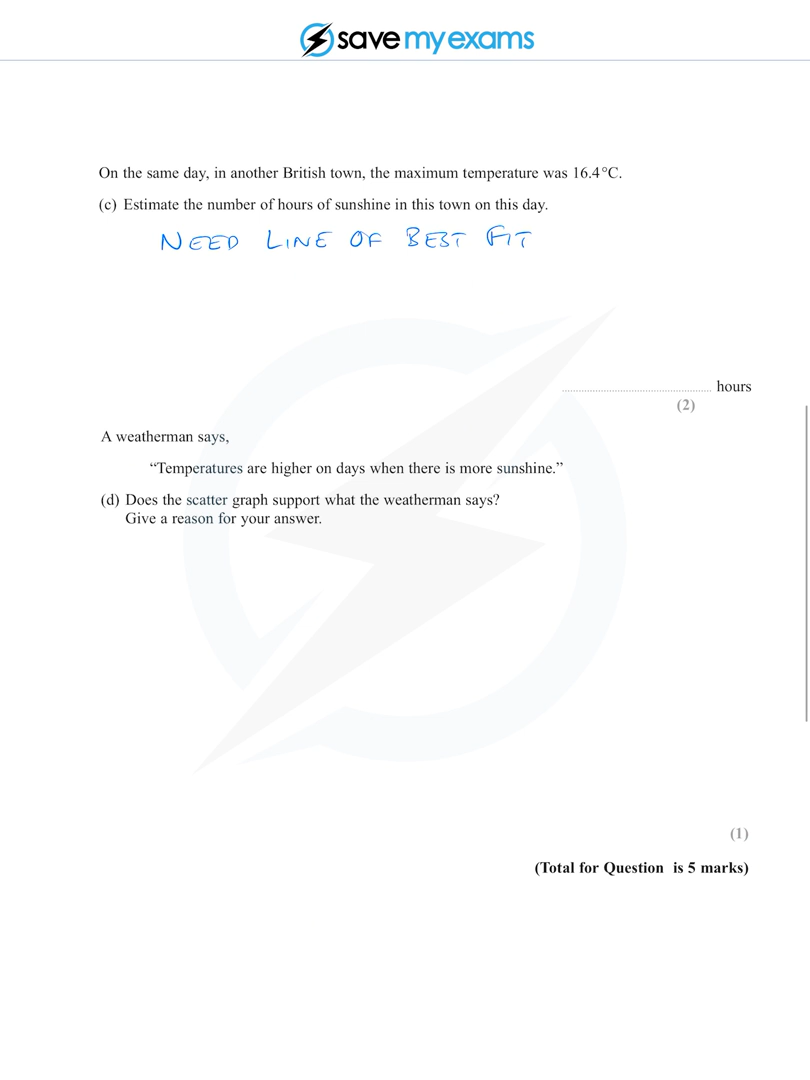 save my exams
On the same day, in another British town, the maximum temperature was 16.4°C.
(c) Estimate the number of hours of sunshine in this town on this day.
NEED LINE OF BEST FIT
........................................................ hours
(2)
A weatherman says,
“Temperatures are higher on days when there is more sunshine.”
(d) Does the scatter graph support what the weatherman says?
Give a reason for your answer.
(1)
(Total for Question is 5 marks)